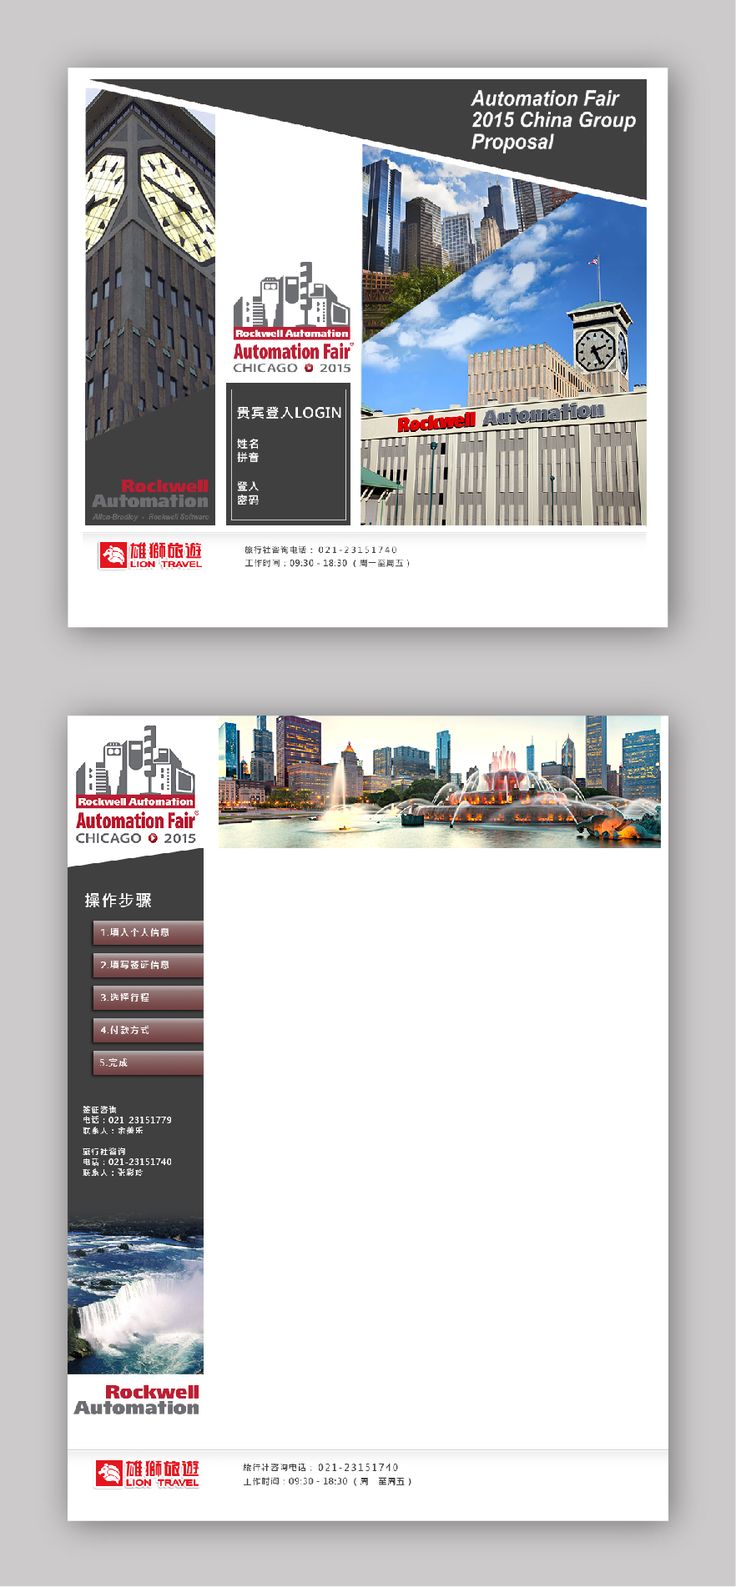 Automation Fair
2015 China Group
Proposal
Rockwell Automation
Automation Fair
CHICAGO 2015
Rockwell Automation
贵宾登入LOGIN
姓名
拼音
登入
密码
Rockwell
Automation
Allen-Bradley · Rockwell Software
雄獅旅遊
LION TRAVEL
旅行社咨询电话： 021-23151740
工作时间：09:30 - 18:30 （ 周一至周五 ）
Rockwell Automation
Automation Fair
CHICAGO 2015
操作步骤
1.填入个人信息
2.填写签证信息
3.选择行程
4.付款方式
5.完成
签证咨询
电话：021-23151779
联系人：余美乐
旅行社咨询
电话：021-23151740
联系人：张彩玲
Rockwell
Automation
雄獅旅遊
LION TRAVEL
旅行社咨询电话： 021-23151740
工作时间：09:30 - 18:30 （ 周一至周五 ）